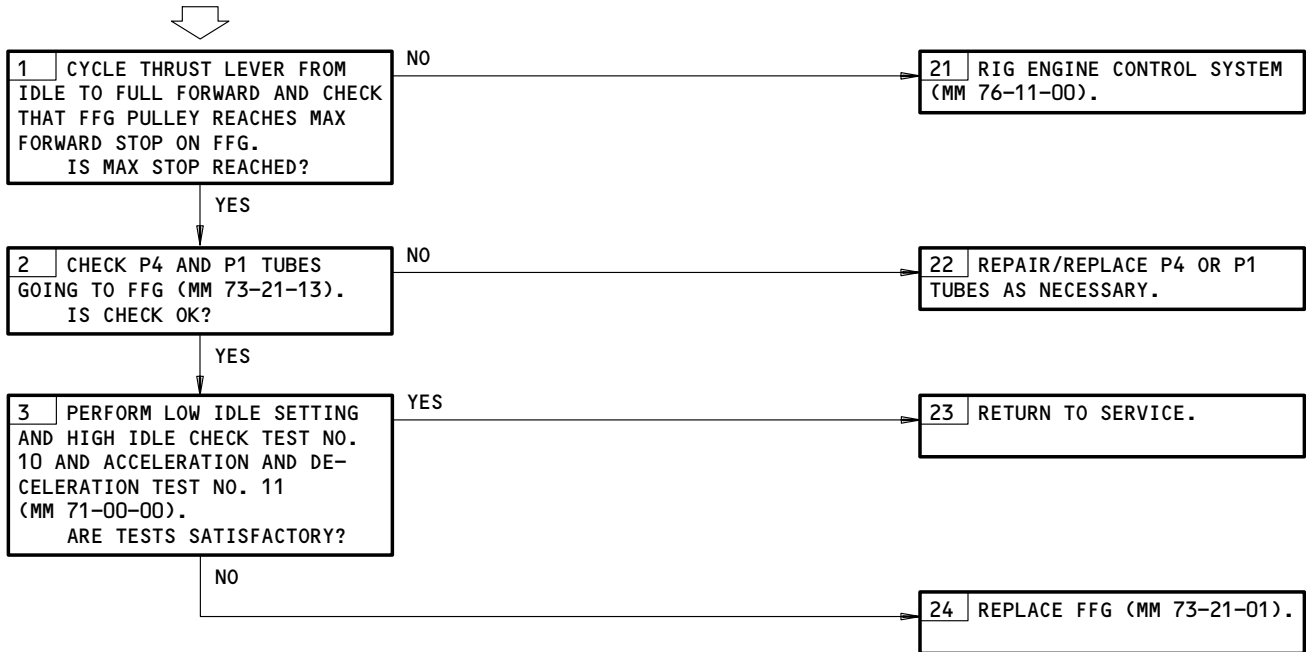 1 CYCLE THRUST LEVER FROM
IDLE TO FULL FORWARD AND CHECK
THAT FFG PULLEY REACHES MAX
FORWARD STOP ON FFG.
IS MAX STOP REACHED?
NO
21 RIG ENGINE CONTROL SYSTEM
(MM 76-11-00).
YES
2 CHECK P4 AND P1 TUBES
GOING TO FFG (MM 73-21-13).
IS CHECK OK?
NO
22 REPAIR/REPLACE P4 OR P1
TUBES AS NECESSARY.
YES
3 PERFORM LOW IDLE SETTING
AND HIGH IDLE CHECK TEST NO.
10 AND ACCELERATION AND DE-
CELERATION TEST NO. 11
(MM 71-00-00).
ARE TESTS SATISFACTORY?
YES
23 RETURN TO SERVICE.
NO
24 REPLACE FFG (MM 73-21-01).